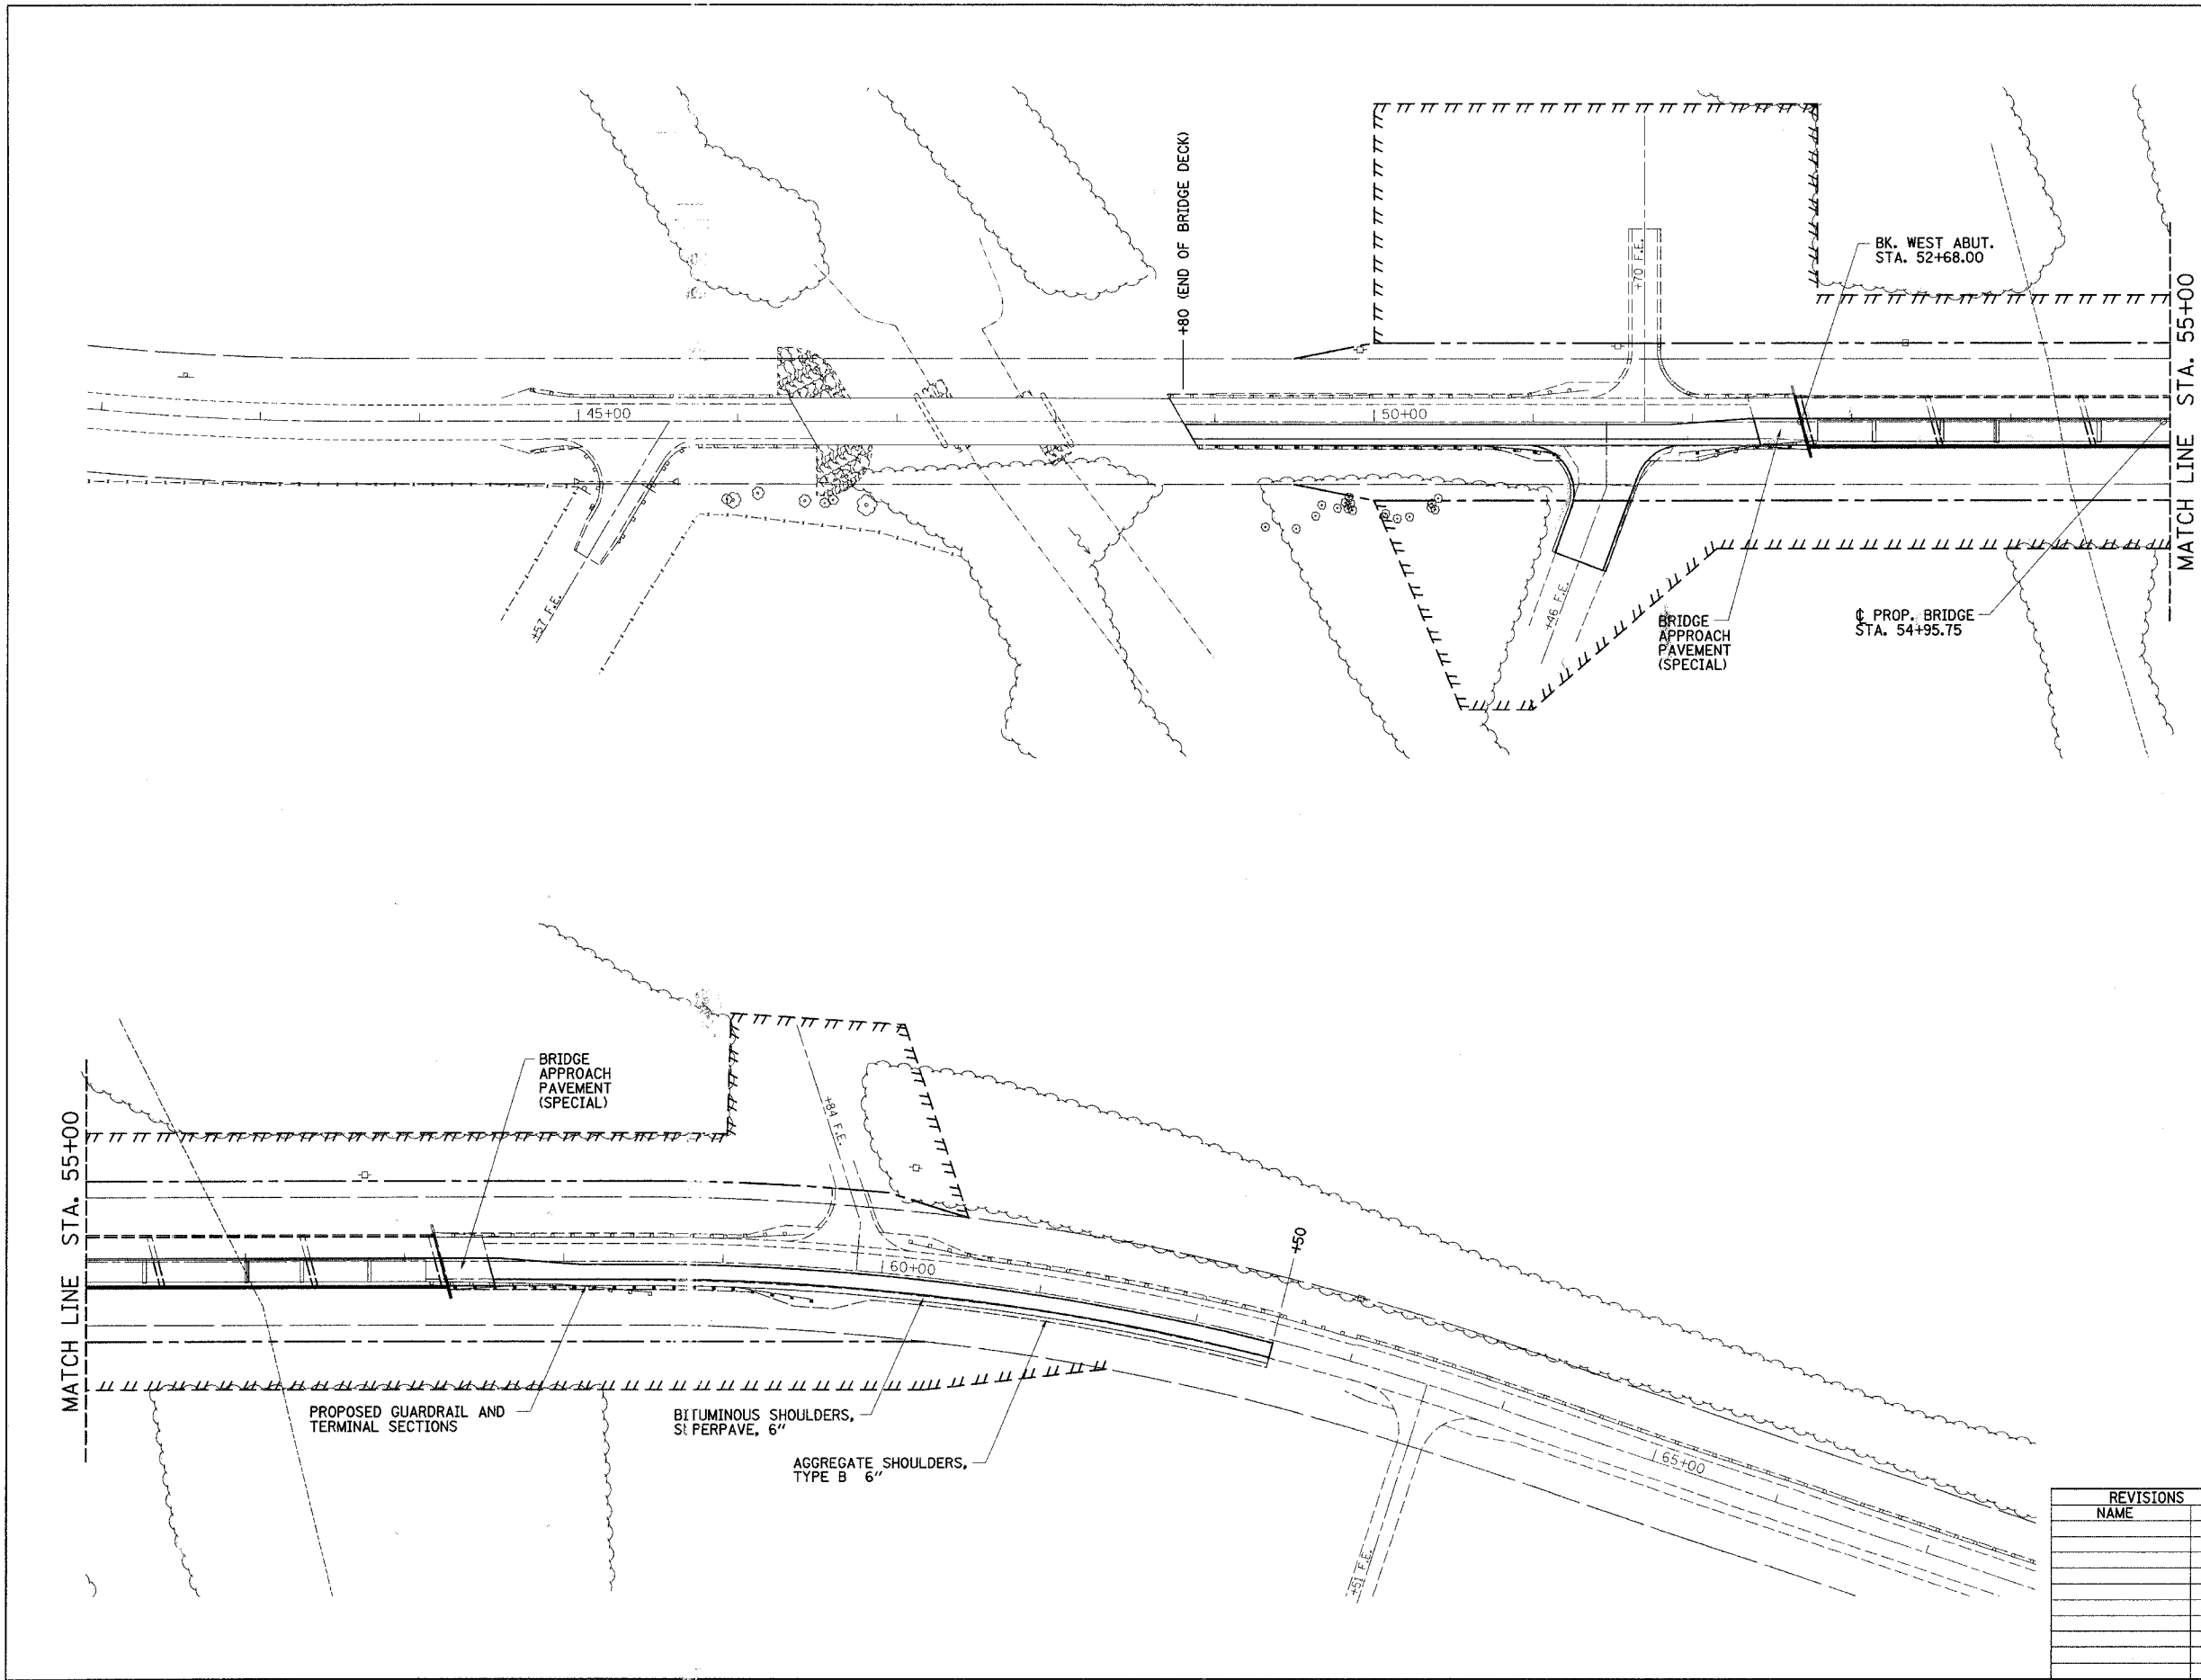 +80 (END OF BRIDGE DECK)
+70 F.E.
BK. WEST ABUT.
STA. 52+68.00
45+00
50+00
MATCH LINE STA. 55+00
+57 F.E.
+46 F.E.
BRIDGE
APPROACH
PAVEMENT
(SPECIAL)
℄ PROP. BRIDGE
STA. 54+95.75
MATCH LINE STA. 55+00
BRIDGE
APPROACH
PAVEMENT
(SPECIAL)
+84 F.E.
60+00
+50
PROPOSED GUARDRAIL AND
TERMINAL SECTIONS
BITUMINOUS SHOULDERS,
SUPERPAVE, 6"
AGGREGATE SHOULDERS,
TYPE B 6"
65+00
+51 F.E.
REVISIONS
NAME